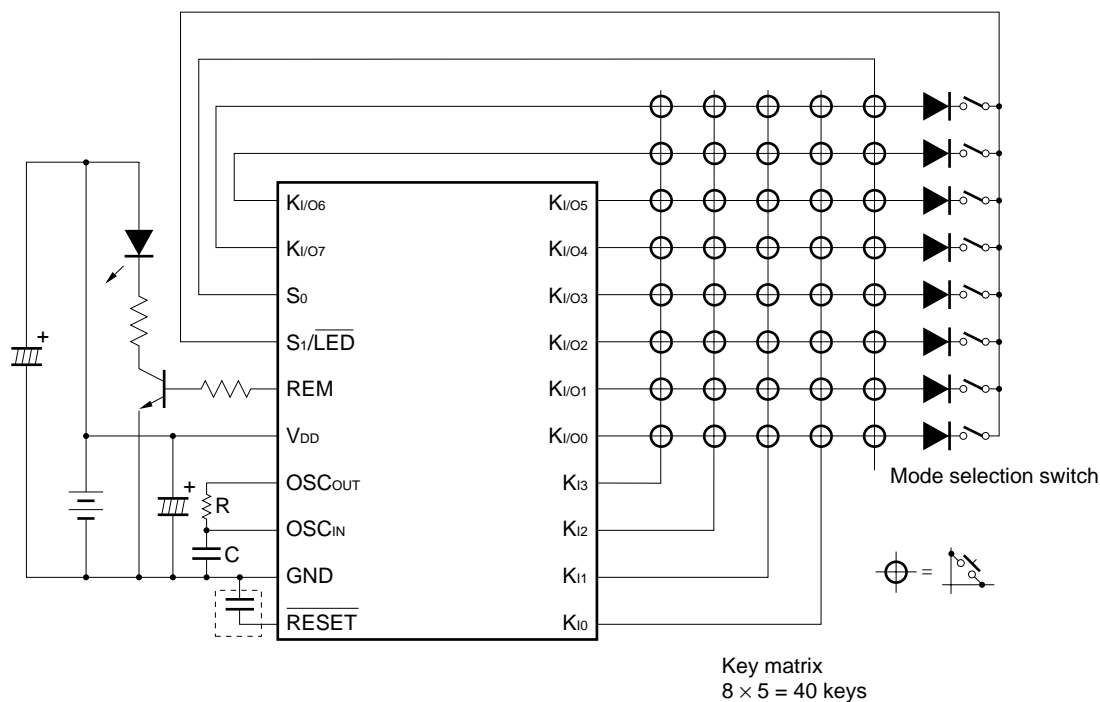 KI/O6
KI/O7
S0
S1/LED
REM
VDD
OSCOUT
OSCIN
GND
RESET
KI/O5
KI/O4
KI/O3
KI/O2
KI/O1
KI/O0
KI3
KI2
KI1
KI0
+
+
R
C
Mode selection switch
=
Key matrix
8 × 5 = 40 keys